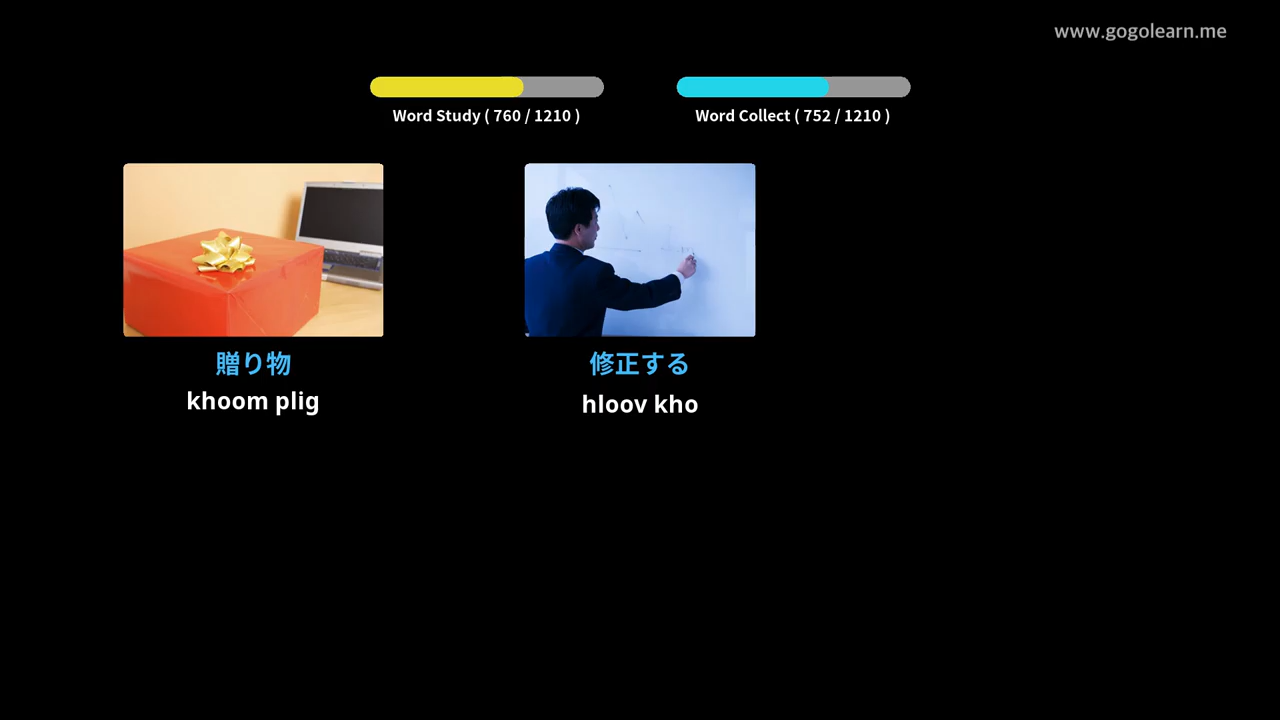 www.gogolearn.me
Word Study ( 760 / 1210 )
Word Collect ( 752 / 1210 )
贈り物
khoom plig
修正する
hloov kho